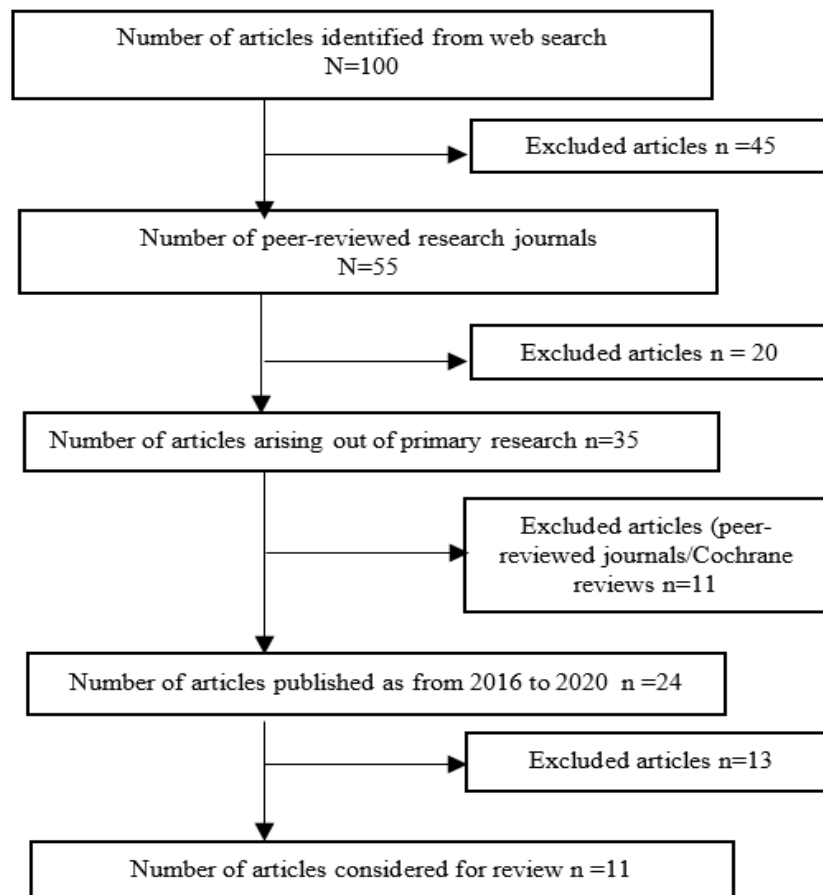 Number of articles identified from web search
N=100
Excluded articles n =45
Number of peer-reviewed research journals
N=55
Excluded articles n = 20
Number of articles arising out of primary research n=35
Excluded articles (peer-
reviewed journals/Cochrane
reviews n=11
Number of articles published as from 2016 to 2020 n =24
Excluded articles n=13
Number of articles considered for review n =11